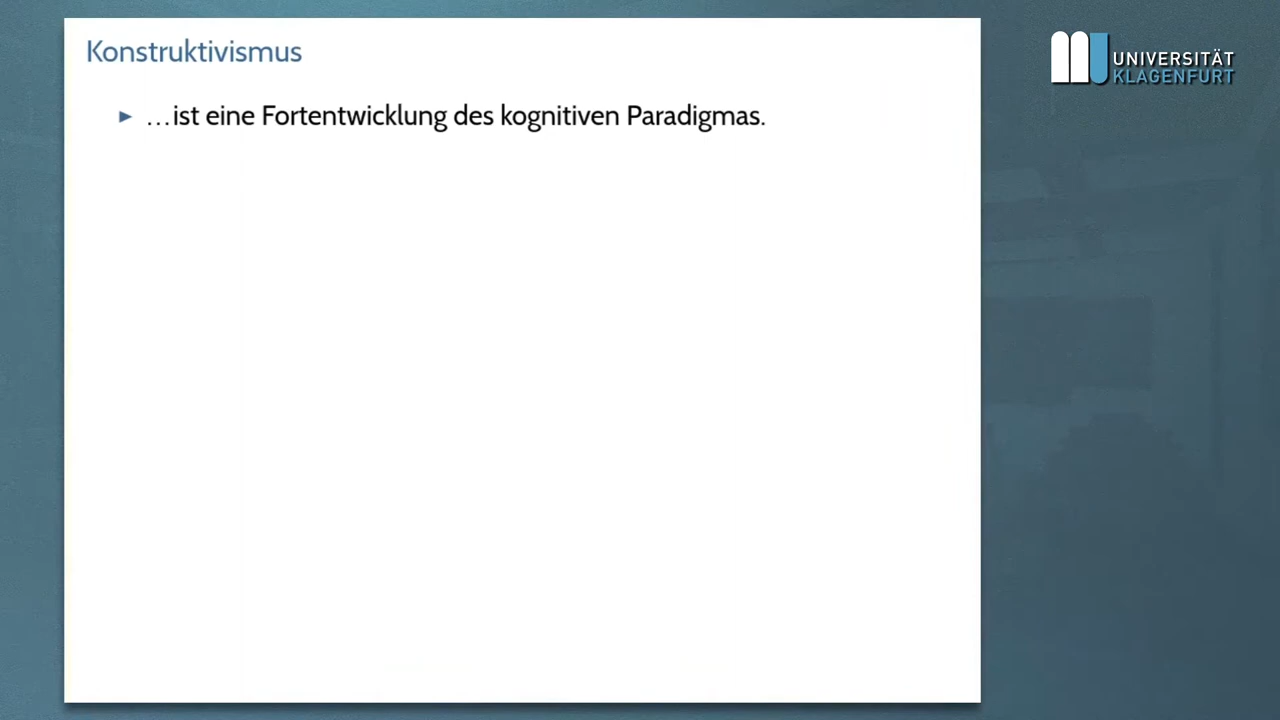 Konstruktivismus
▶ …ist eine Fortentwicklung des kognitiven Paradigmas.
UNIVERSITÄT
KLAGENFURT